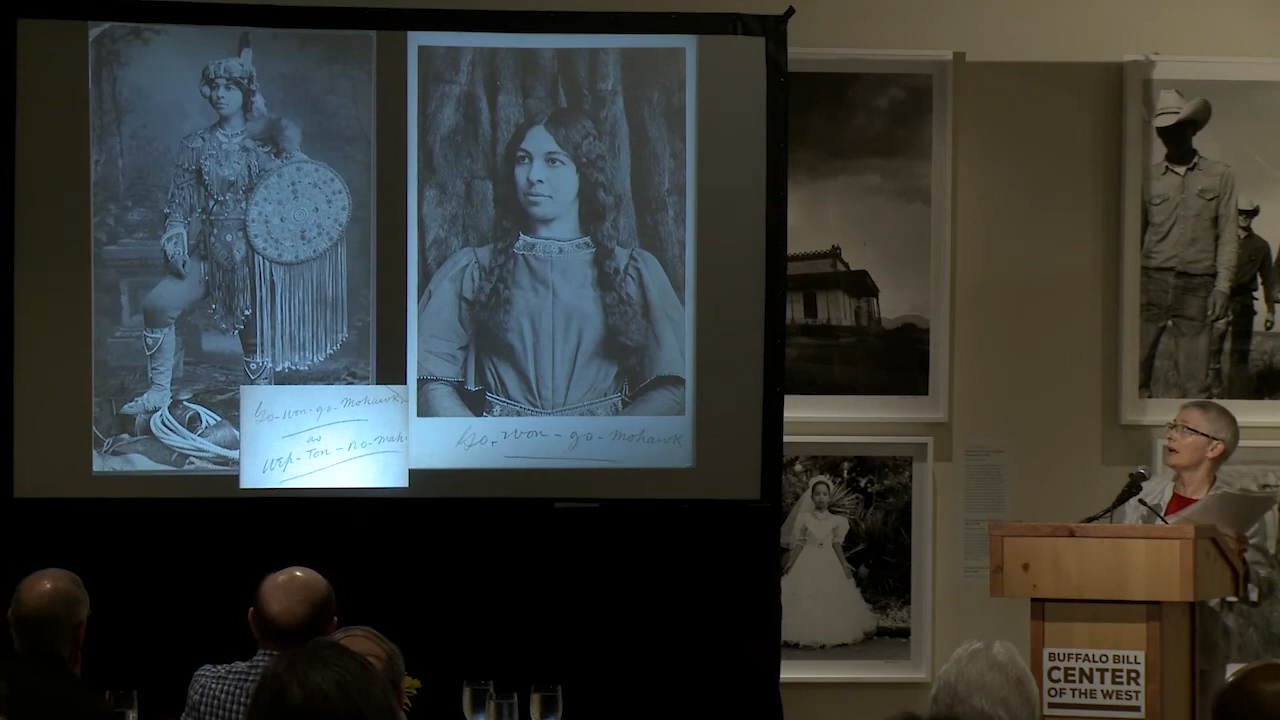 Go-won-go-Mohawk
as
Wep-Ton-No-Mah
Go-won-go-Mohawk
BUFFALO BILL
CENTER
OF THE WEST